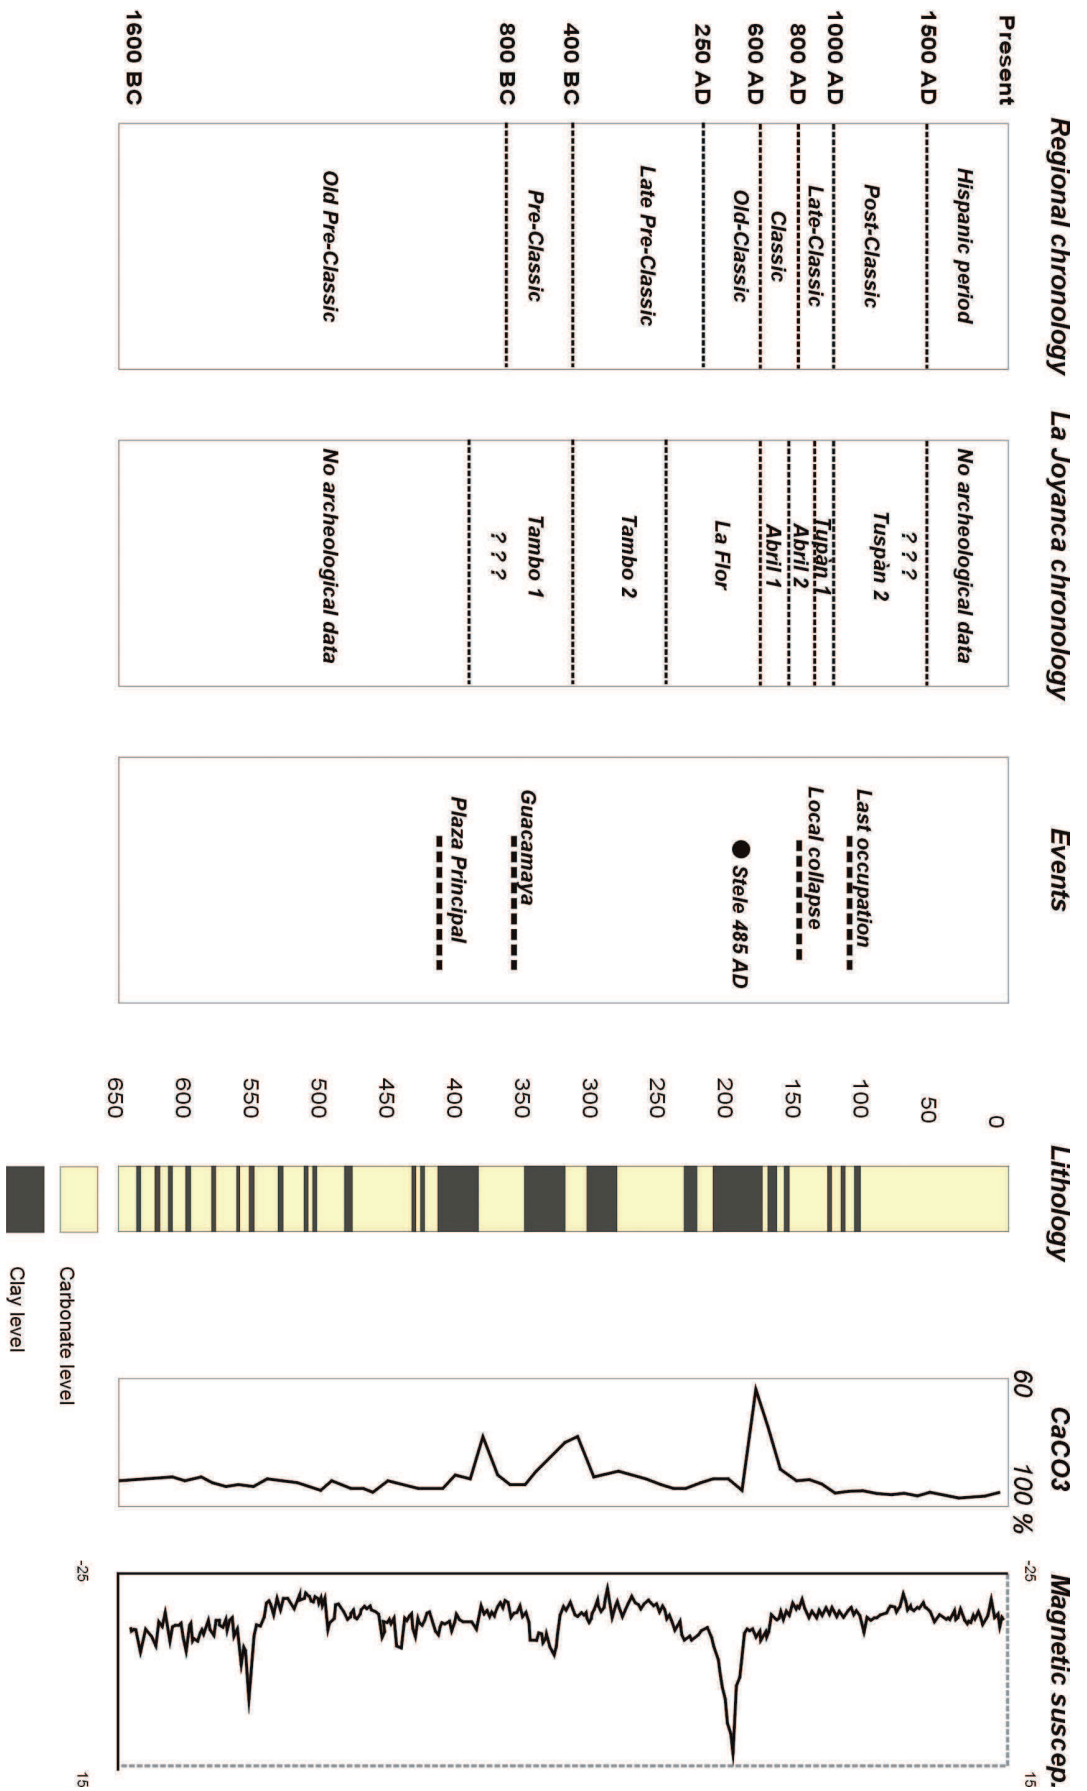 Regional chronology
Present
1500 AD
1000 AD
800 AD
600 AD
250 AD
400 BC
800 BC
1600 BC
Hispanic period
Post-Classic
Late-Classic
Classic
Old-Classic
Late Pre-Classic
Pre-Classic
Old Pre-Classic
La Joyanca chronology
No archeological data
? ? ?
Tuspàn 2
Tupàn 1
Abril 2
Abril 1
La Flor
Tambo 2
Tambo 1
? ? ?
No archeological data
Events
Last occupation
Local collapse
Stele 485 AD
Guacamaya
Plaza Principal
Lithology
0
50
100
150
200
250
300
350
400
450
500
550
600
650
Carbonate level
Clay level
CaCO3
60
100 %
Magnetic suscep.
-25
15
-25
15